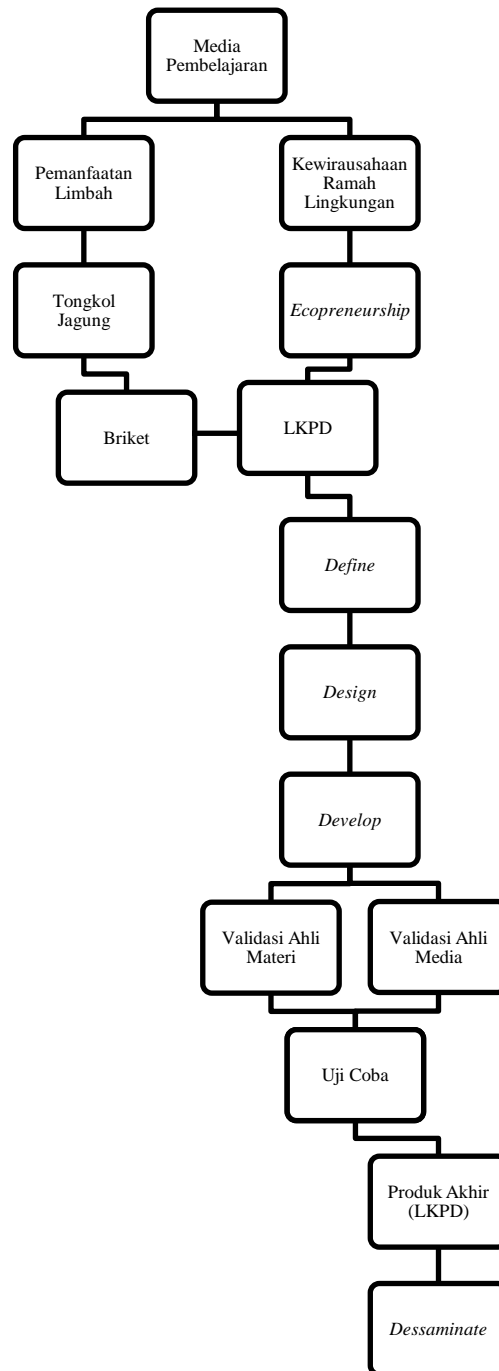 Media
Pembelajaran
Pemanfaatan
Limbah
Kewirausahaan
Ramah
Lingkungan
Tongkol
Jagung
Ecopreneurship
Briket
LKPD
Define
Design
Develop
Validasi Ahli
Materi
Validasi Ahli
Media
Uji Coba
Produk Akhir
(LKPD)
Dessaminate